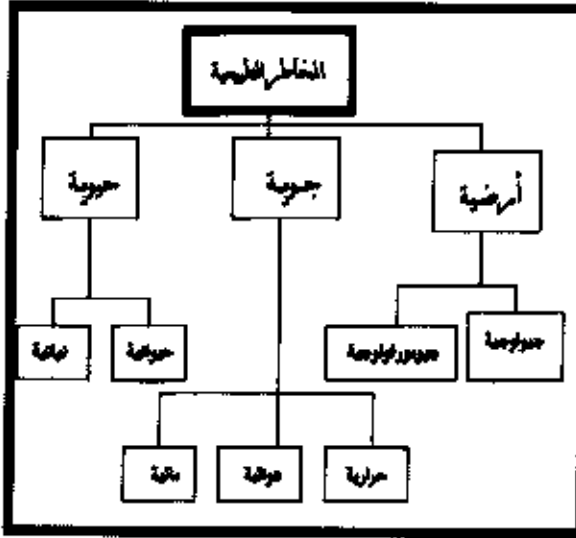 المخاطر الطبيعية
أرضية
جوية
حيوية
جيولوجية
جيومورفولوجية
حيوانية
نباتية
حرارية
هوائية
مائية